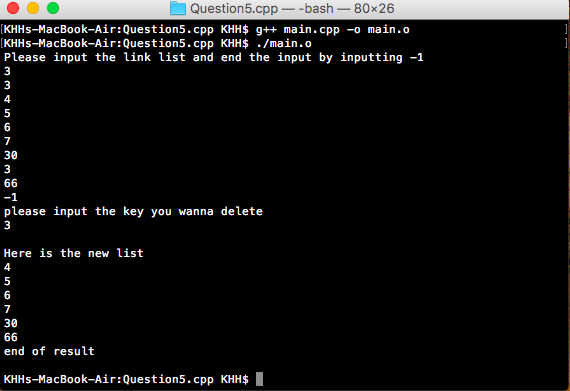 Question5.cpp — -bash — 80×26
[KHHs-MacBook-Air:Question5.cpp KHH$ g++ main.cpp -o main.o ]
[KHHs-MacBook-Air:Question5.cpp KHH$ ./main.o ]
Please input the link list and end the input by inputting -1
3
3
4
5
6
7
30
3
66
-1
please input the key you wanna delete
3
Here is the new list
4
5
6
7
30
66
end of result
KHHs-MacBook-Air:Question5.cpp KHH$